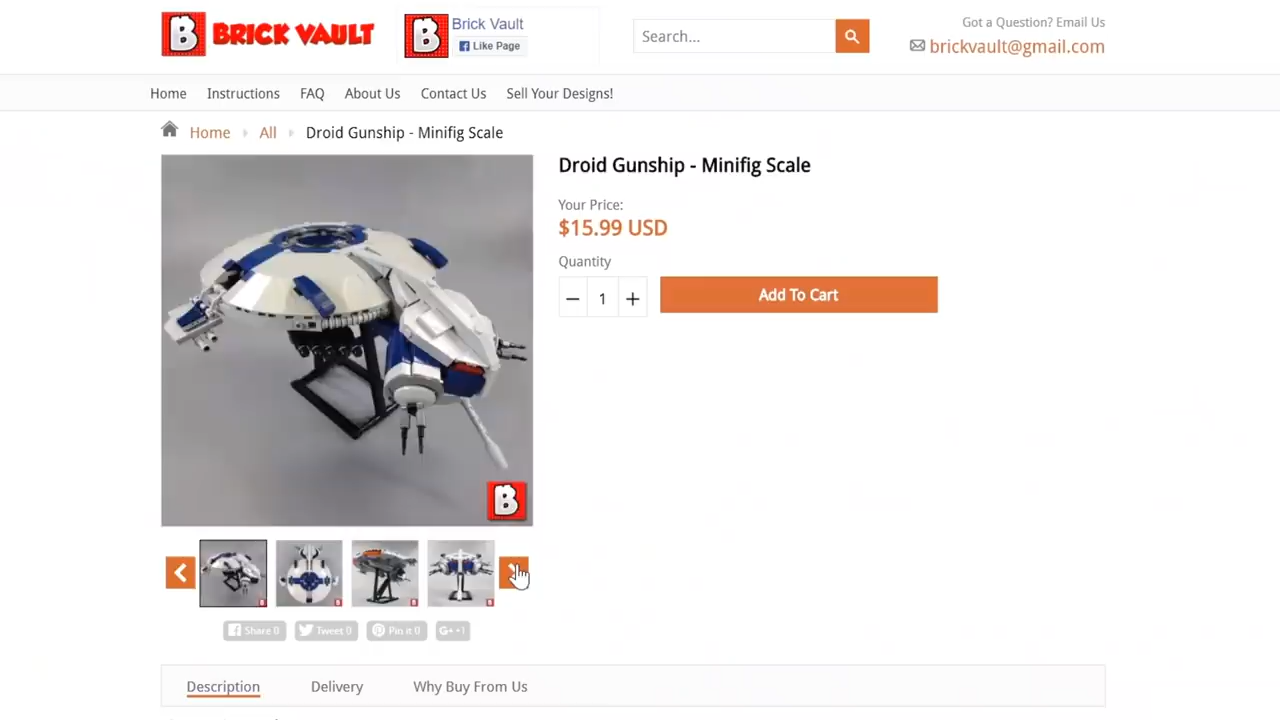 B BRICK VAULT
B
Brick Vault
Like Page
Search...
Got a Question? Email Us
brickvault@gmail.com
Home
Instructions
FAQ
About Us
Contact Us
Sell Your Designs!
Home
All
Droid Gunship - Minifig Scale
Droid Gunship - Minifig Scale
Your Price:
$15.99 USD
Quantity
1
Add To Cart
B
Share 0
Tweet 0
Pin it 0
G+ +1
Description
Delivery
Why Buy From Us